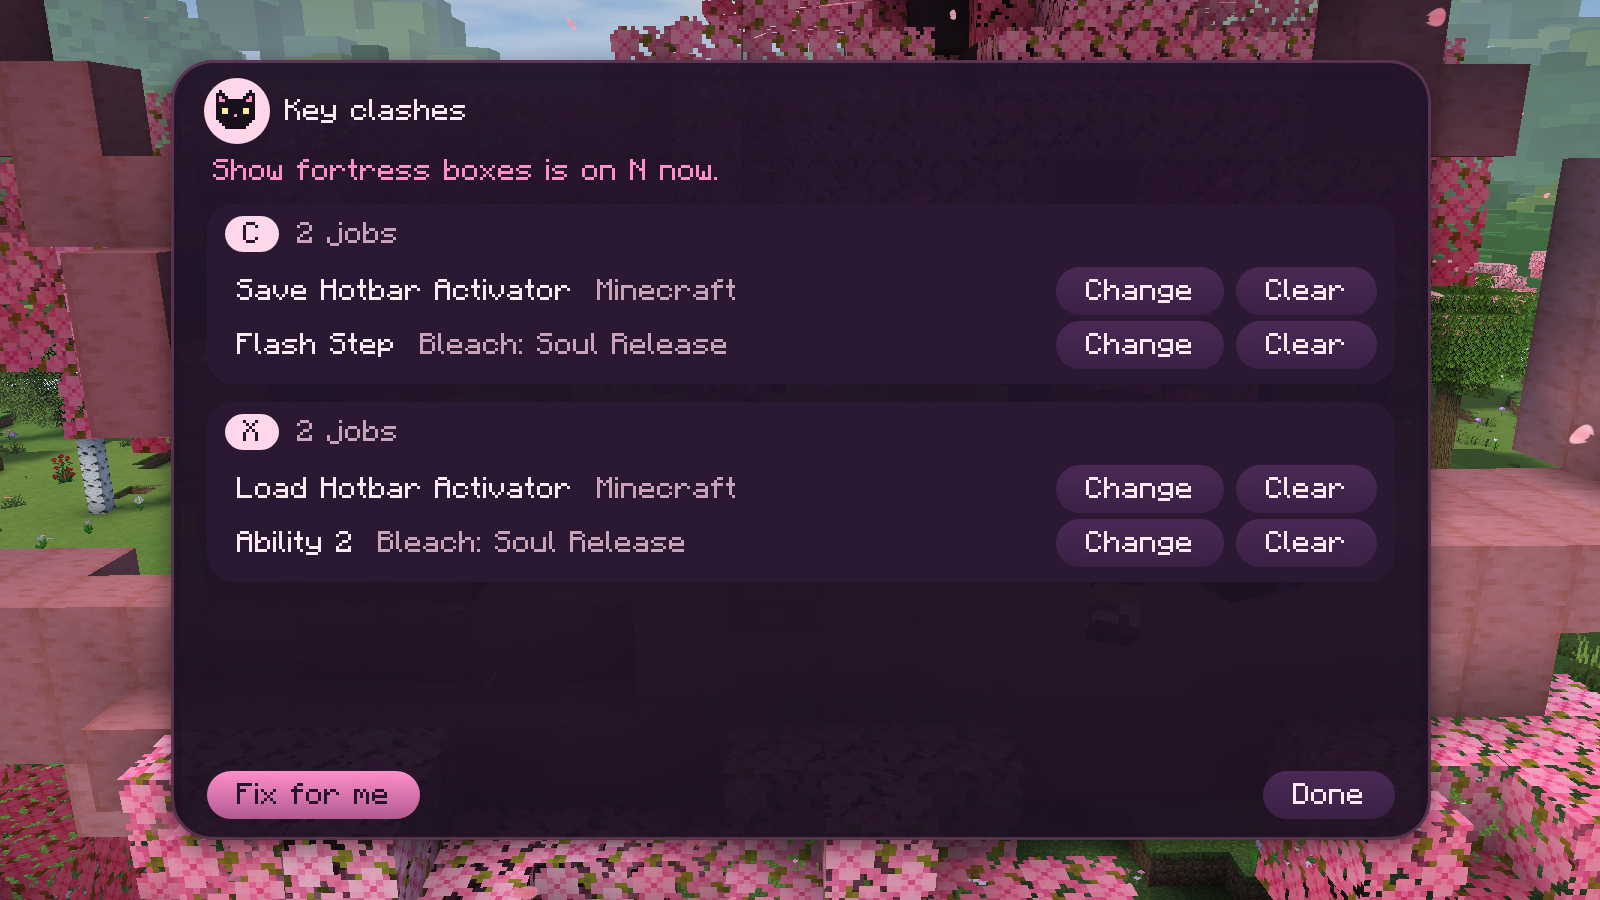 Key clashes
Show fortress boxes is on N now.
C 2 jobs
Save Hotbar Activator Minecraft Change Clear
Flash Step Bleach: Soul Release Change Clear
X 2 jobs
Load Hotbar Activator Minecraft Change Clear
Ability 2 Bleach: Soul Release Change Clear
Fix for me Done